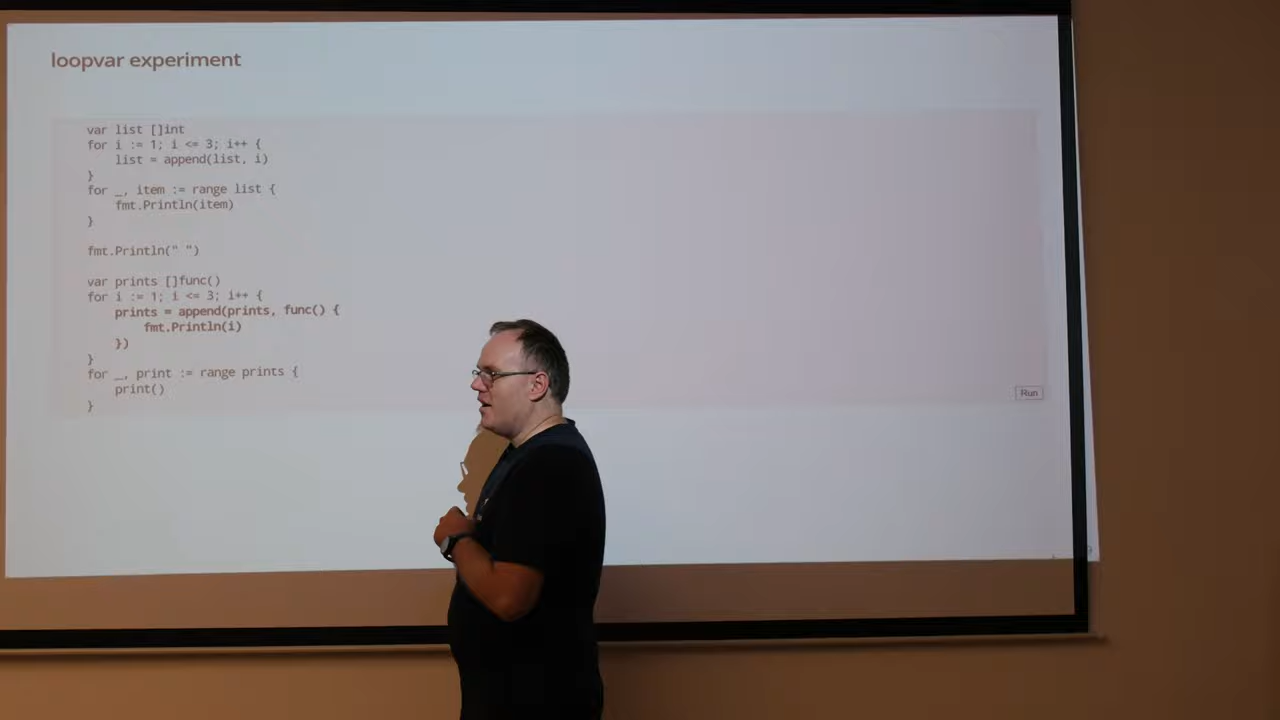 loopvar experiment
var list []int
for i := 1; i <= 3; i++ {
    list = append(list, i)
}
for _, item := range list {
    fmt.Println(item)
}
fmt.Println(" ")
var prints []func()
for i := 1; i <= 3; i++ {
    prints = append(prints, func() {
        fmt.Println(i)
    })
}
for _, print := range prints {
    print()
}
Run